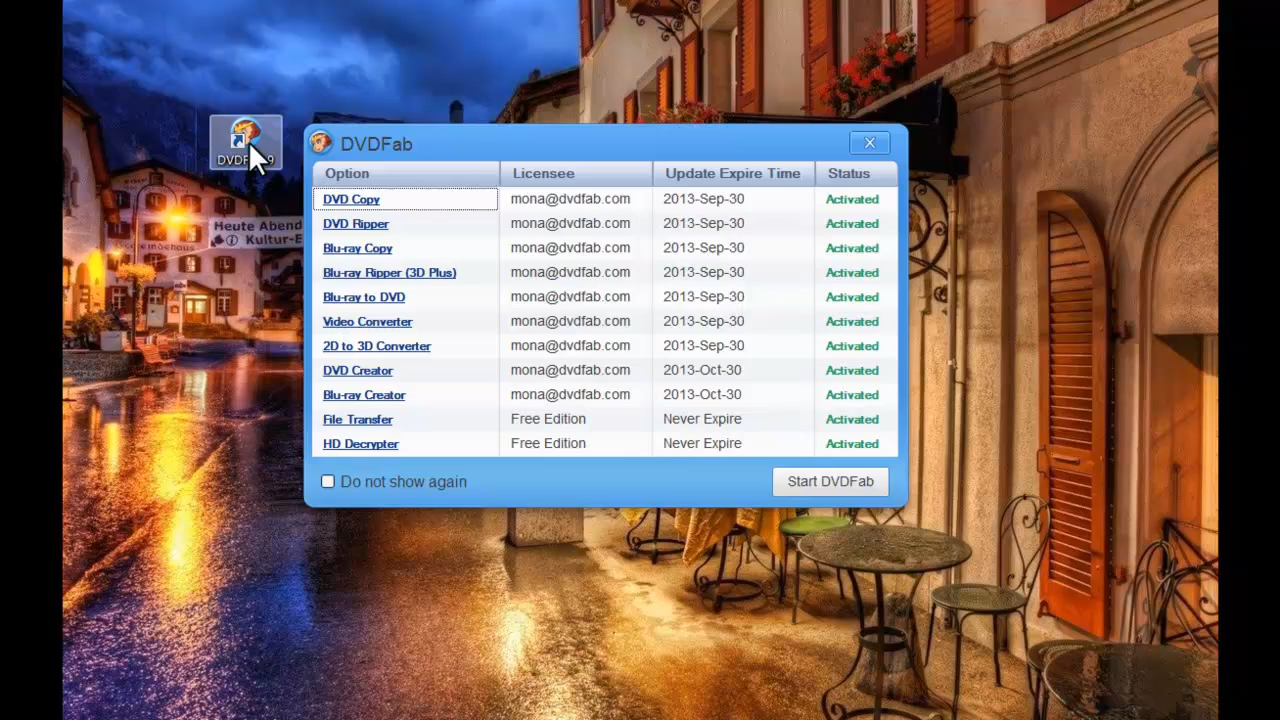 DVDFab
Option Licensee Update Expire Time Status
DVD Copy mona@dvdfab.com 2013-Sep-30 Activated
DVD Ripper mona@dvdfab.com 2013-Sep-30 Activated
Blu-ray Copy mona@dvdfab.com 2013-Sep-30 Activated
Blu-ray Ripper (3D Plus) mona@dvdfab.com 2013-Sep-30 Activated
Blu-ray to DVD mona@dvdfab.com 2013-Sep-30 Activated
Video Converter mona@dvdfab.com 2013-Sep-30 Activated
2D to 3D Converter mona@dvdfab.com 2013-Sep-30 Activated
DVD Creator mona@dvdfab.com 2013-Oct-30 Activated
Blu-ray Creator mona@dvdfab.com 2013-Oct-30 Activated
File Transfer Free Edition Never Expire Activated
HD Decrypter Free Edition Never Expire Activated
Do not show again Start DVDFab
Heute Abend